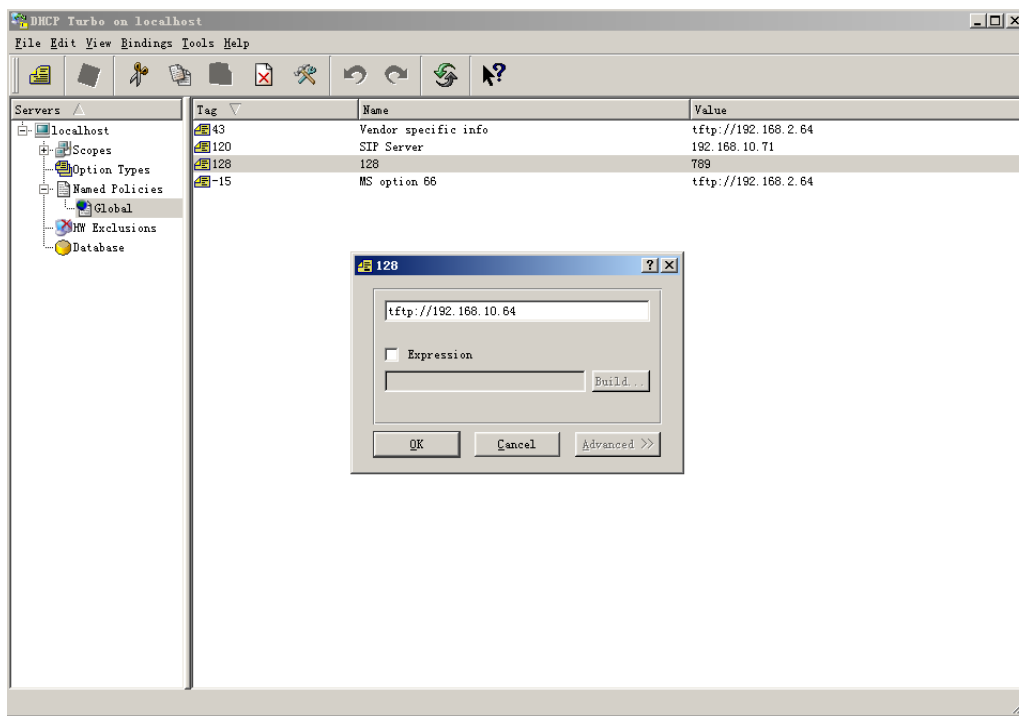 DHCP Turbo on localhost
File Edit View Bindings Tools Help
Servers
localhost
Scopes
Option Types
Named Policies
Global
HW Exclusions
Database
Tag Name Value
43 Vendor specific info tftp://192.168.2.64
120 SIP Server 192.168.10.71
128 128 789
-15 MS option 66 tftp://192.168.2.64
128
tftp://192.168.10.64
Expression
Build...
OK Cancel Advanced >>